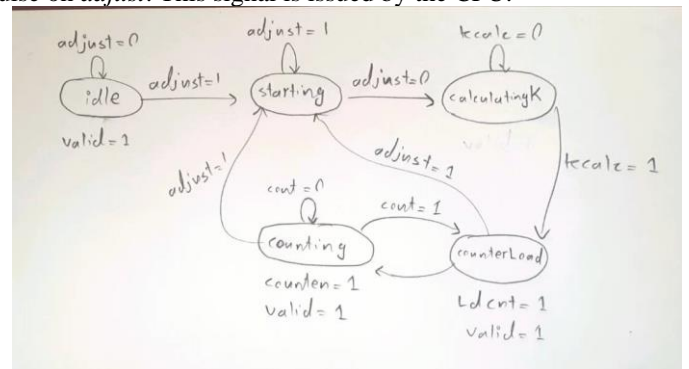 pulse on adjust. This signal is issued by the CPU.
adjust=0
adjust=1
kcalc=0
idle
adjust=1
starting
adjust=0
calculatingK
valid=1
adjust=1
adjust=1
kcalc=1
cout=0
cout=1
counting
counterLoad
counten=1
valid=1
Ldcnt=1
valid=1